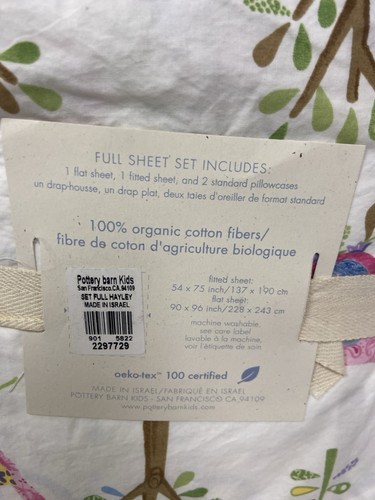 FULL SHEET SET INCLUDES:
1 flat sheet, 1 fitted sheet, and 2 standard pillowcases
un drap-housse, un drap plat, deux taies d'oreiller de format standard
100% organic cotton fibers/
fibre de coton d'agriculture biologique
Pottery barn Kids
San Francisco.CA.94109
SET FULL HAYLEY
MADE IN ISRAEL
901 5822
2297729
fitted sheet:
54 x 75 inch/137 x 190 cm
flat sheet:
90 x 96 inch/228 x 243 cm
machine washable,
see care label
lavable à la machine,
voir l'étiquette de soin
oeko-tex™ 100 certified
MADE IN ISRAEL/FABRIQUÉ EN ISRAEL
POTTERY BARN KIDS - SAN FRANCISCO CA 94109
www.potterybarnkids.com